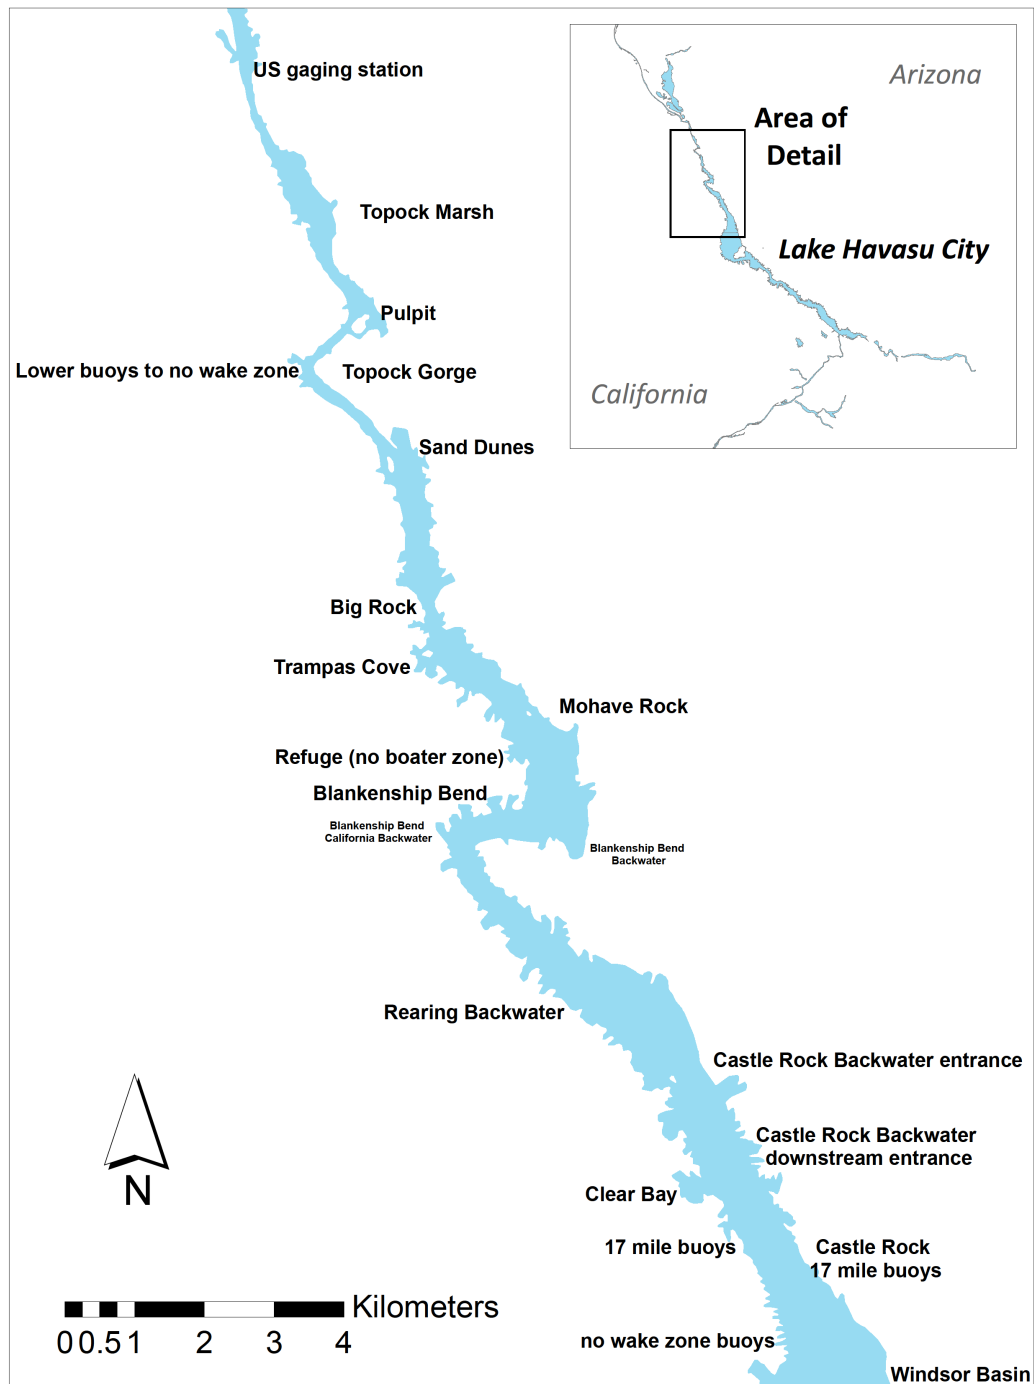 US gaging station
Arizona
Area of
Detail
Topock Marsh
Lake Havasu City
Pulpit
Lower buoys to no wake zone
Topock Gorge
California
Sand Dunes
Big Rock
Trampas Cove
Mohave Rock
Refuge (no boater zone)
Blankenship Bend
Blankenship Bend
California Backwater
Blankenship Bend
Backwater
Rearing Backwater
Castle Rock Backwater entrance
Castle Rock Backwater
downstream entrance
N
Clear Bay
17 mile buoys
Castle Rock
17 mile buoys
Kilometers
0 0.5 1 2 3 4
no wake zone buoys
Windsor Basin